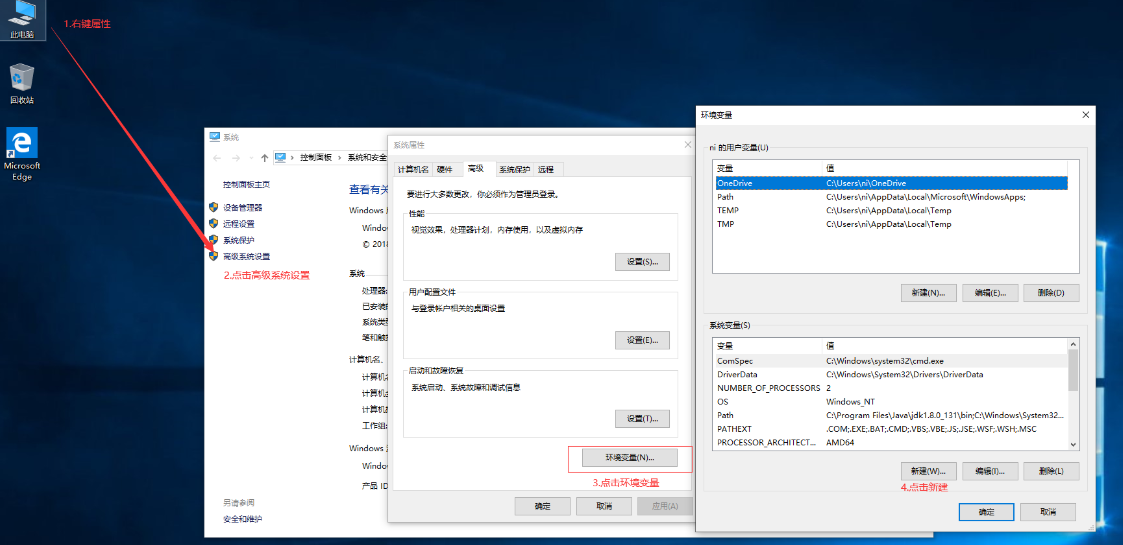 此电脑
1.右键属性
回收站
Microsoft
Edge
系统
控制面板
系统和安全
控制面板主页
设备管理器
远程设置
系统保护
高级系统设置
2.点击高级系统设置
另请参阅
安全和维护
查看有关
Windows
Windo
© 2018
系统
处理器:
已安装的
系统类型
笔和触
计算机名、
计算机名
计算机
工作组:
Windows
Windo
产品 ID
系统属性
计算机名 硬件 高级 系统保护 远程
要进行大多数更改，你必须作为管理员登录。
性能
视觉效果，处理器计划，内存使用，以及虚拟内存
设置(S)...
用户配置文件
与登录帐户相关的桌面设置
设置(E)...
启动和故障恢复
系统启动、系统故障和调试信息
设置(T)...
环境变量(N)...
3.点击环境变量
确定 取消 应用(A)
环境变量
ni 的用户变量(U)
变量 值
OneDrive C:\Users\ni\OneDrive
Path C:\Users\ni\AppData\Local\Microsoft\WindowsApps;
TEMP C:\Users\ni\AppData\Local\Temp
TMP C:\Users\ni\AppData\Local\Temp
新建(N)... 编辑(E)... 删除(D)
系统变量(S)
变量 值
ComSpec C:\Windows\system32\cmd.exe
DriverData C:\Windows\System32\Drivers\DriverData
NUMBER_OF_PROCESSORS 2
OS Windows_NT
Path C:\Program Files\Java\jdk1.8.0_131\bin;C:\Windows\System32...
PATHEXT .COM;.EXE;.BAT;.CMD;.VBS;.VBE;.JS;.JSE;.WSF;.WSH;.MSC
PROCESSOR_ARCHITECT... AMD64
新建(W)... 编辑(I)... 删除(L)
4.点击新建
确定 取消